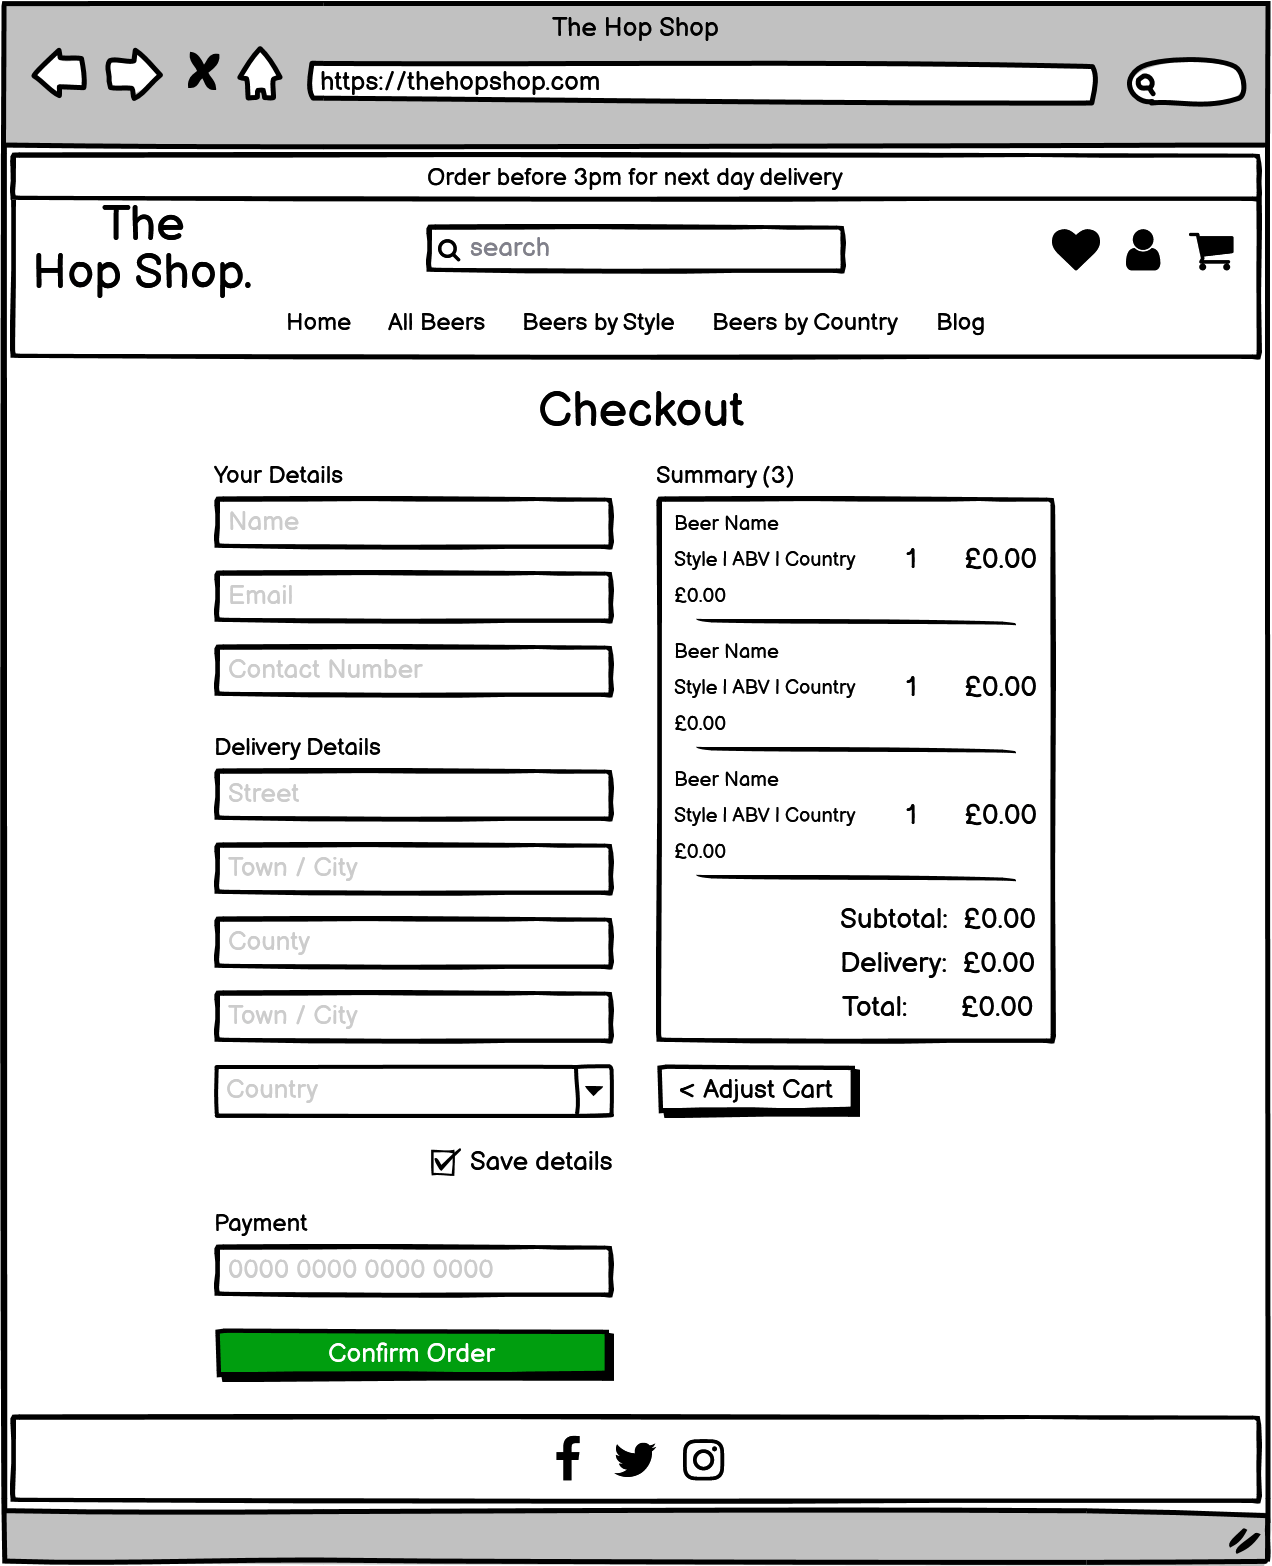 The Hop Shop
https://thehopshop.com
Order before 3pm for next day delivery
The
Hop Shop.
search
Home All Beers Beers by Style Beers by Country Blog
Checkout
Your Details
Name
Email
Contact Number
Delivery Details
Street
Town / City
County
Town / City
Country
Save details
Payment
0000 0000 0000 0000
Confirm Order
Summary (3)
Beer Name
Style | ABV | Country 1 £0.00
£0.00
Beer Name
Style | ABV | Country 1 £0.00
£0.00
Beer Name
Style | ABV | Country 1 £0.00
£0.00
Subtotal: £0.00
Delivery: £0.00
Total: £0.00
< Adjust Cart